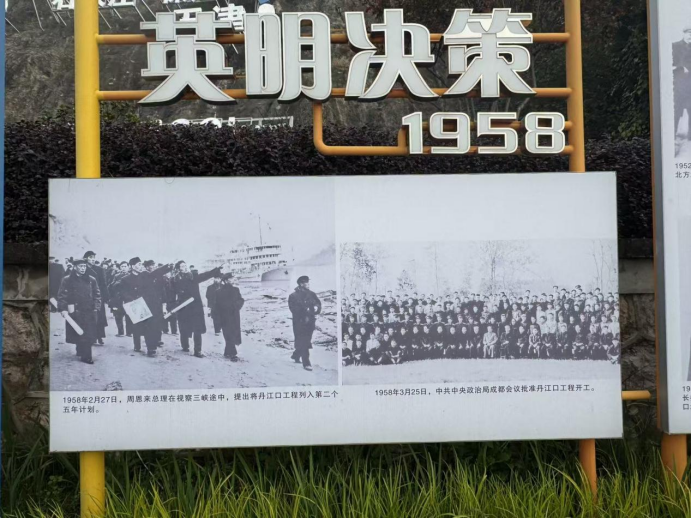 英明决策
1958
1958年2月27日，周恩来总理在视察三峡途中，提出将丹江口工程列入第二个
五年计划。
1958年3月25日，中共中央政治局成都会议批准丹江口工程开工。
1952
北方